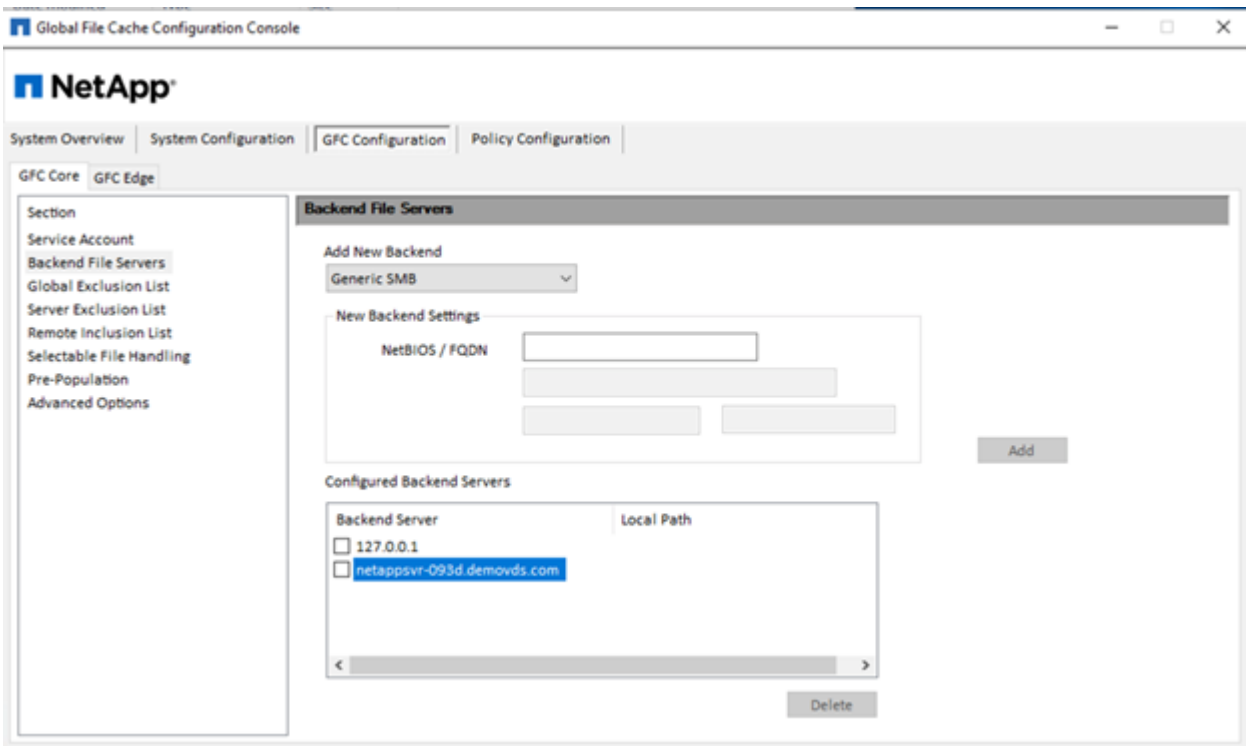 Global File Cache Configuration Console
NetApp
System Overview System Configuration GFC Configuration Policy Configuration
GFC Core GFC Edge
Section
Service Account
Backend File Servers
Global Exclusion List
Server Exclusion List
Remote Inclusion List
Selectable File Handling
Pre-Population
Advanced Options
Backend File Servers
Add New Backend
Generic SMB
New Backend Settings
NetBIOS / FQDN
Add
Configured Backend Servers
Backend Server Local Path
127.0.0.1
netappsvr-093d.demovds.com
Delete